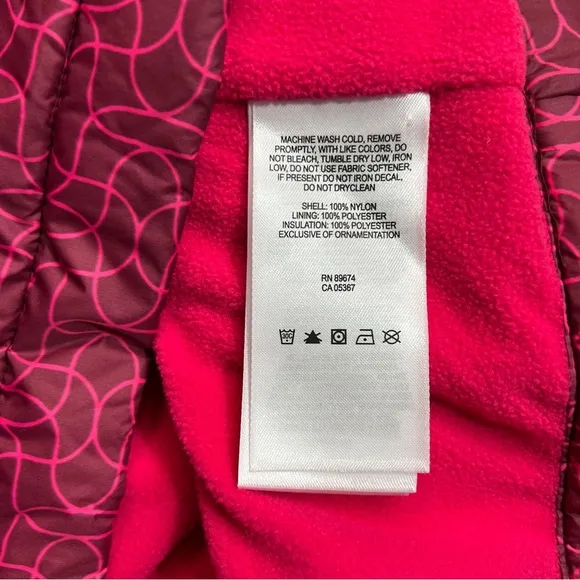 MACHINE WASH COLD, REMOVE
PROMPTLY, WITH LIKE COLORS, DO
NOT BLEACH, TUMBLE DRY LOW, IRON
LOW, DO NOT USE FABRIC SOFTENER,
IF PRESENT DO NOT IRON DECAL,
DO NOT DRYCLEAN
SHELL: 100% NYLON
LINING: 100% POLYESTER
INSULATION: 100% POLYESTER
EXCLUSIVE OF ORNAMENTATION
RN 89674
CA 05367
30C